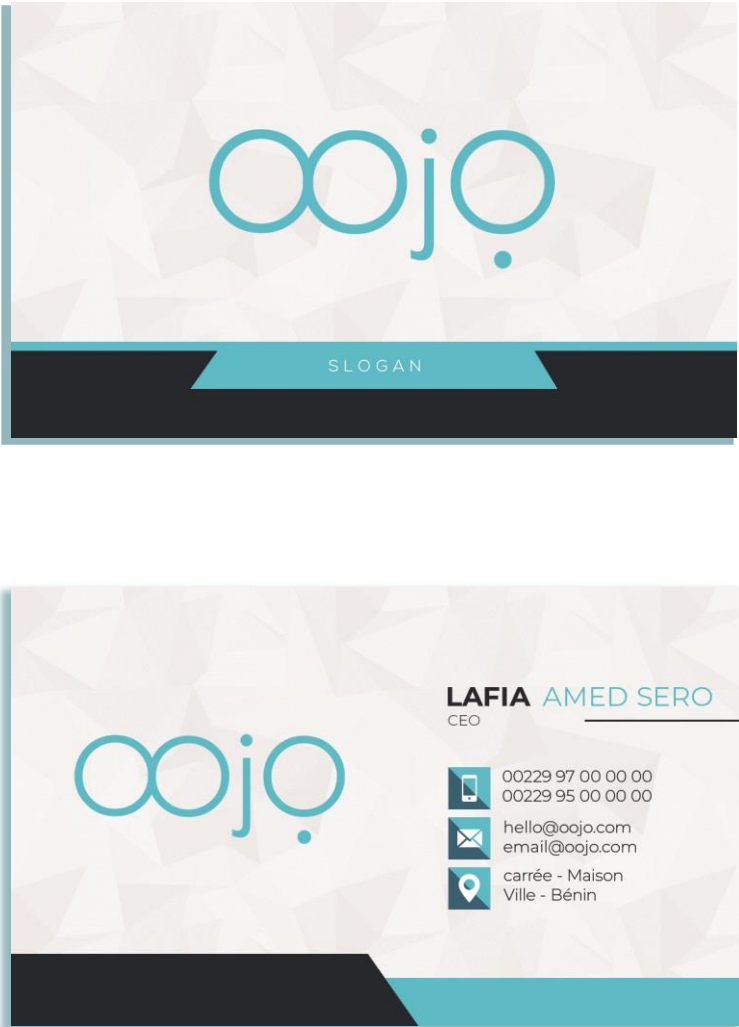 oojọ
SLOGAN
oojọ
LAFIA AMED SERO
CEO
00229 97 00 00 00
00229 95 00 00 00
hello@oojo.com
email@oojo.com
carrée - Maison
Ville - Bénin